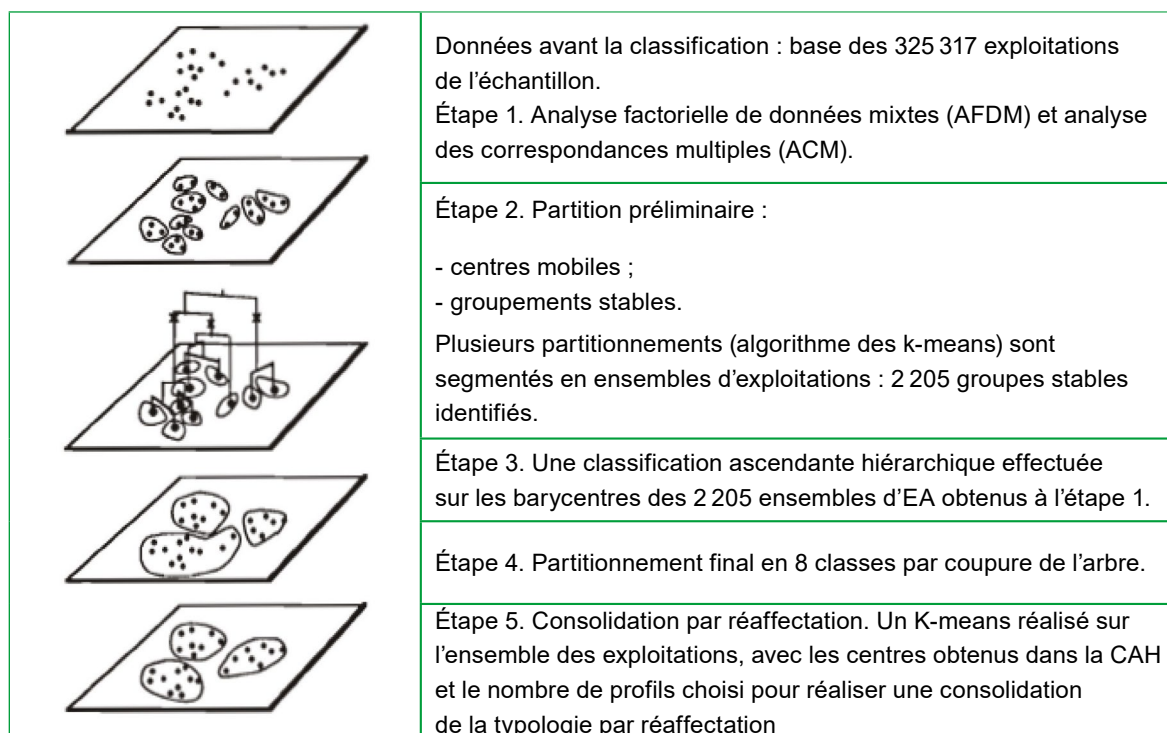 Données avant la classification : base des 325 317 exploitations
de l’échantillon.
Étape 1. Analyse factorielle de données mixtes (AFDM) et analyse
des correspondances multiples (ACM).
Étape 2. Partition préliminaire :
- centres mobiles ;
- groupements stables.
Plusieurs partitionnements (algorithme des k-means) sont
segmentés en ensembles d’exploitations : 2 205 groupes stables
identifiés.
Étape 3. Une classification ascendante hiérarchique effectuée
sur les barycentres des 2 205 ensembles d’EA obtenus à l’étape 1.
Étape 4. Partitionnement final en 8 classes par coupure de l’arbre.
Étape 5. Consolidation par réaffectation. Un K-means réalisé sur
l’ensemble des exploitations, avec les centres obtenus dans la CAH
et le nombre de profils choisi pour réaliser une consolidation
de la typologie par réaffectation